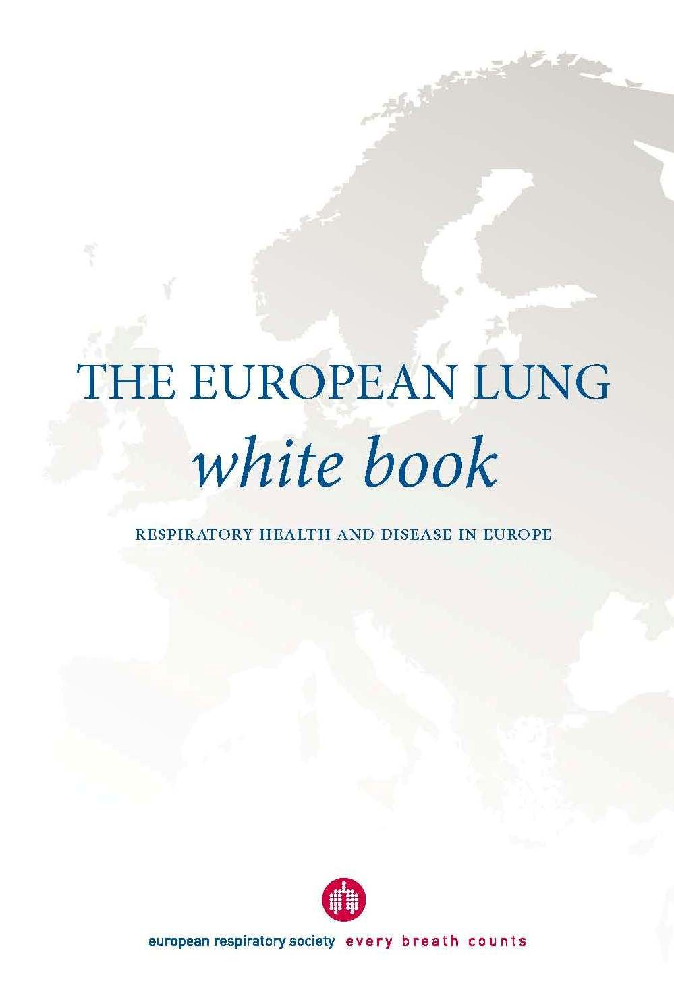 THE EUROPEAN LUNG
white book
RESPIRATORY HEALTH AND DISEASE IN EUROPE
european respiratory society every breath counts